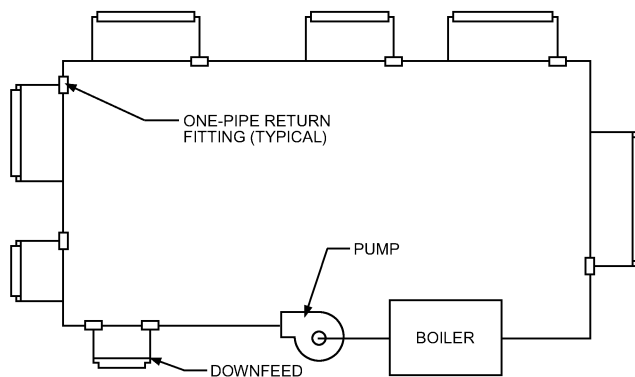 ONE-PIPE RETURN
FITTING (TYPICAL)
PUMP
BOILER
DOWNFEED